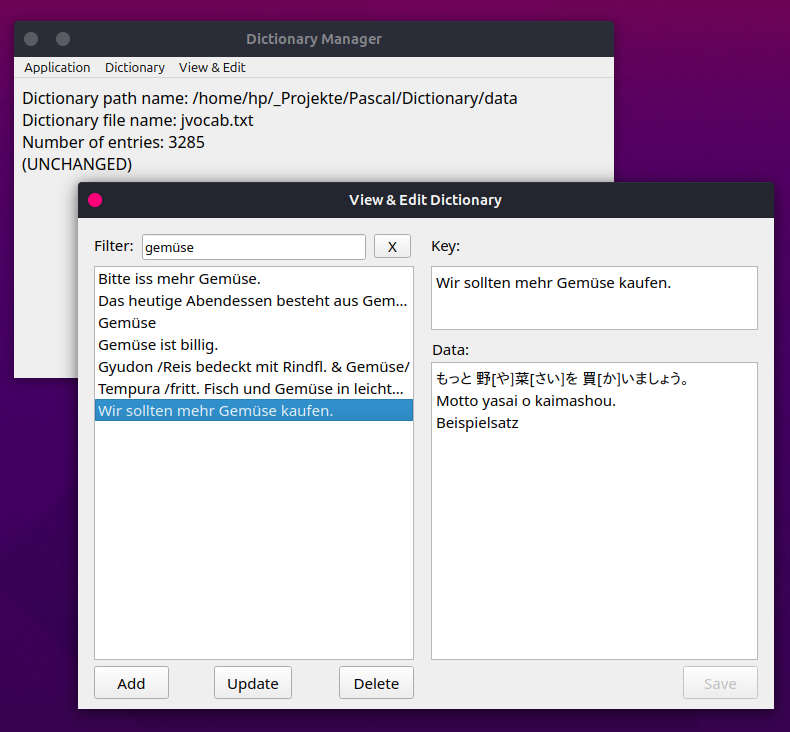 Dictionary Manager
Application Dictionary View & Edit
Dictionary path name: /home/hp/_Projekte/Pascal/Dictionary/data
Dictionary file name: jvocab.txt
Number of entries: 3285
(UNCHANGED)
View & Edit Dictionary
Filter: gemüse X
Bitte iss mehr Gemüse.
Das heutige Abendessen besteht aus Gem...
Gemüse
Gemüse ist billig.
Gyudon /Reis bedeckt mit Rindfl. & Gemüse/
Tempura /fritt. Fisch und Gemüse in leicht...
Wir sollten mehr Gemüse kaufen.
Key:
Wir sollten mehr Gemüse kaufen.
Data:
もっと 野[や]菜[さい]を 買[か]いましょう。
Motto yasai o kaimashou.
Beispielsatz
Add Update Delete Save